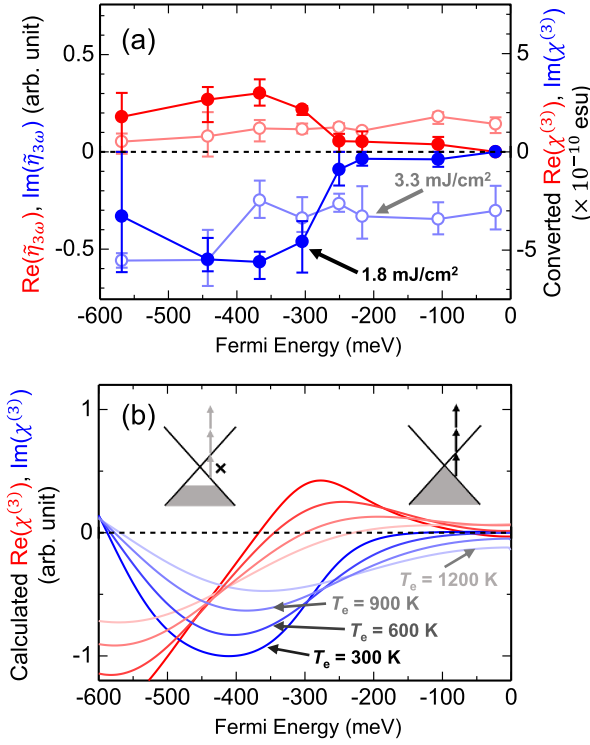 (a)
Re(η̃₃ω), Im(η̃₃ω) (arb. unit)
0.5
0
-0.5
5
0
-5
Converted Re(χ⁽³⁾), Im(χ⁽³⁾)
(× 10⁻¹⁰ esu)
3.3 mJ/cm²
1.8 mJ/cm²
-600 -500 -400 -300 -200 -100 0
Fermi Energy (meV)
(b)
Calculated Re(χ⁽³⁾), Im(χ⁽³⁾)
(arb. unit)
1
0
-1
Tₑ = 1200 K
Tₑ = 900 K
Tₑ = 600 K
Tₑ = 300 K
-600 -500 -400 -300 -200 -100 0
Fermi Energy (meV)